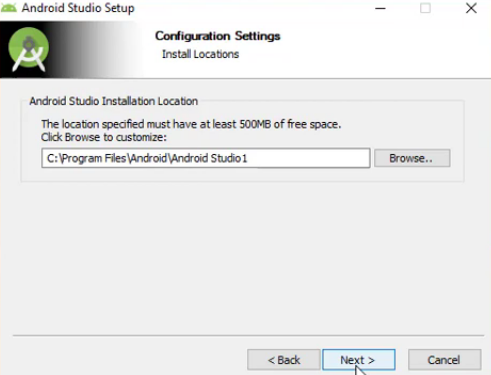 Android Studio Setup
Configuration Settings
Install Locations
Android Studio Installation Location
The location specified must have at least 500MB of free space.
Click Browse to customize:
C:\Program Files\Android\Android Studio1
Browse..
< Back
Next >
Cancel